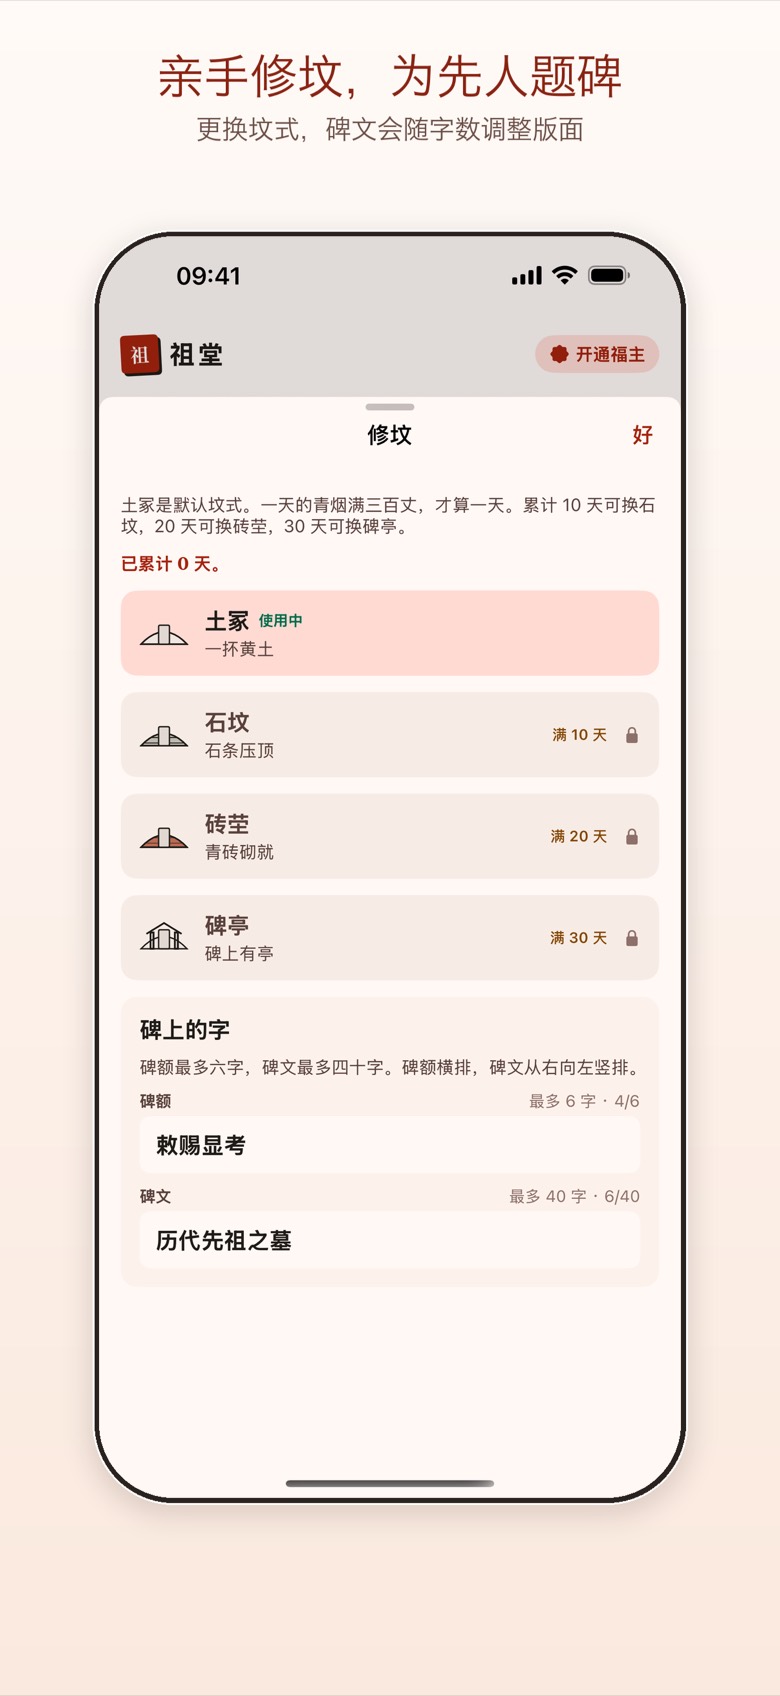 亲手修坟，为先人题碑
更换坟式，碑文会随字数调整版面
09:41
祖 祖堂 开通福主
修坟 好
土冢是默认坟式。一天的青烟满三百丈，才算一天。累计 10 天可换石
坟，20 天可换砖茔，30 天可换碑亭。
已累计 0 天。
土冢 使用中
一抔黄土
石坟
石条压顶
满 10 天
砖茔
青砖砌就
满 20 天
碑亭
碑上有亭
满 30 天
碑上的字
碑额最多六字，碑文最多四十字。碑额横排，碑文从右向左竖排。
碑额 最多 6 字 · 4/6
敕赐显考
碑文 最多 40 字 · 6/40
历代先祖之墓